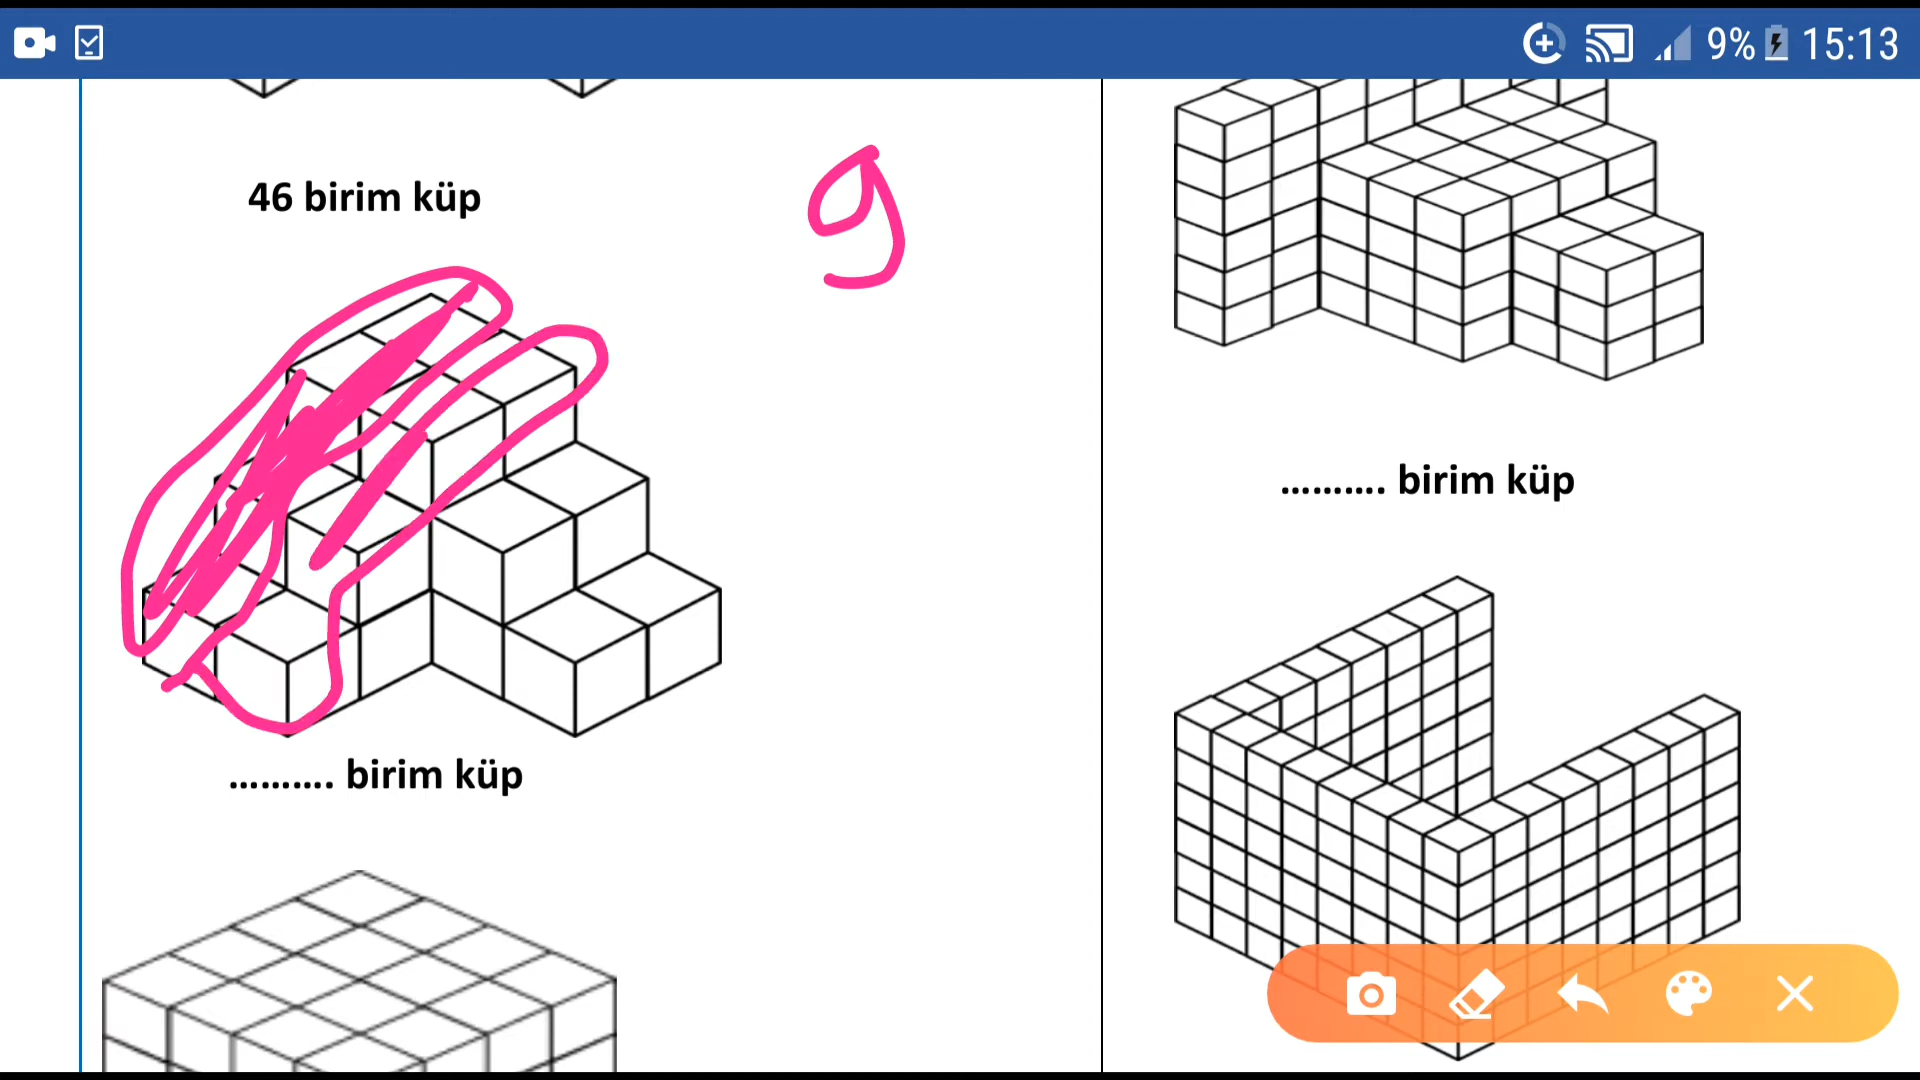 9% 15:13
46 birim küp
9
.......... birim küp
.......... birim küp